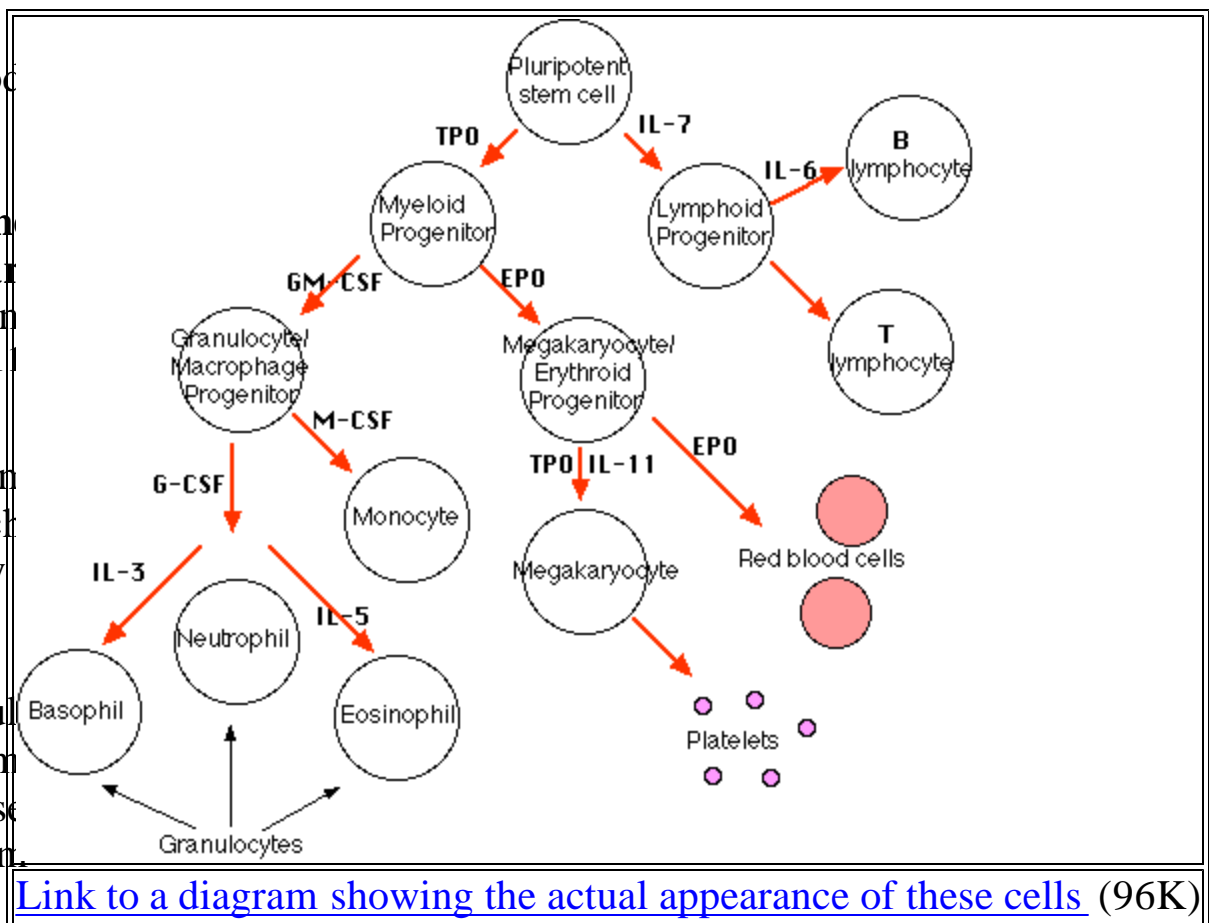 Pluripotent
stem cell
TPO
IL-7
B
lymphocyte
IL-6
Myeloid
Progenitor
Lymphoid
Progenitor
GM-CSF
EPO
T
lymphocyte
Granulocyte/
Macrophage
Progenitor
Megakaryocyte/
Erythroid
Progenitor
M-CSF
EPO
G-CSF
TPO IL-11
Monocyte
Red blood cells
IL-3
Megakaryocyte
IL-5
Neutrophil
Basophil
Eosinophil
Platelets
Granulocytes
Link to a diagram showing the actual appearance of these cells (96K)